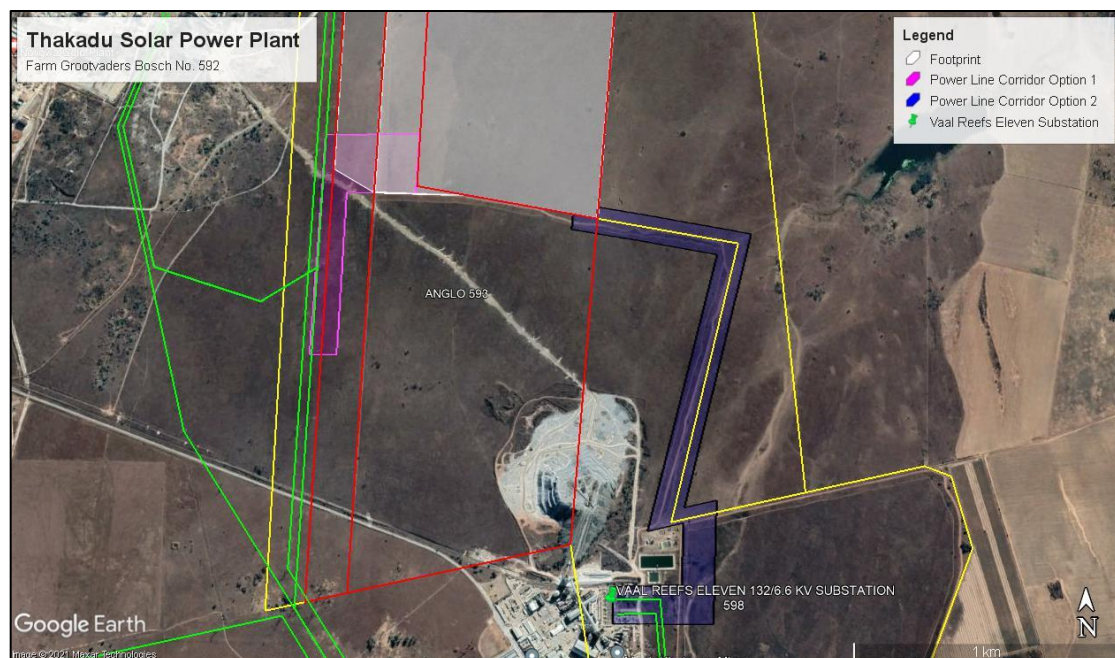 Thakadu Solar Power Plant
Farm Grootvaders Bosch No. 592
Legend
Footprint
Power Line Corridor Option 1
Power Line Corridor Option 2
Vaal Reefs Eleven Substation
ANGLO 593
VAAL REEFS ELEVEN 132/6.6 KV SUBSTATION
598
Google Earth
Image © 2021 Maxar Technologies
N
1 km